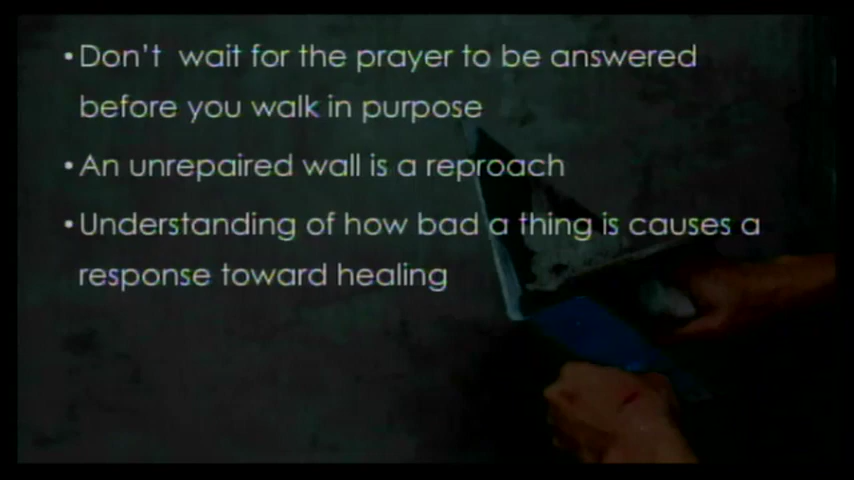 •Don't wait for the prayer to be answered
before you walk in purpose
•An unrepaired wall is a reproach
•Understanding of how bad a thing is causes a
response toward healing